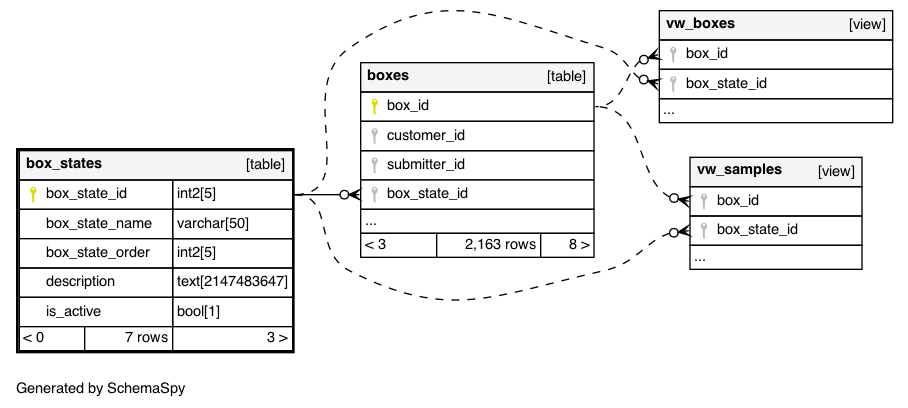 box_states [table]
box_state_id int2[5]
box_state_name varchar[50]
box_state_order int2[5]
description text[2147483647]
is_active bool[1]
< 0 7 rows 3 >
boxes [table]
box_id
customer_id
submitter_id
box_state_id
...
< 3 2,163 rows 8 >
vw_boxes [view]
box_id
box_state_id
...
vw_samples [view]
box_id
box_state_id
...
Generated by SchemaSpy